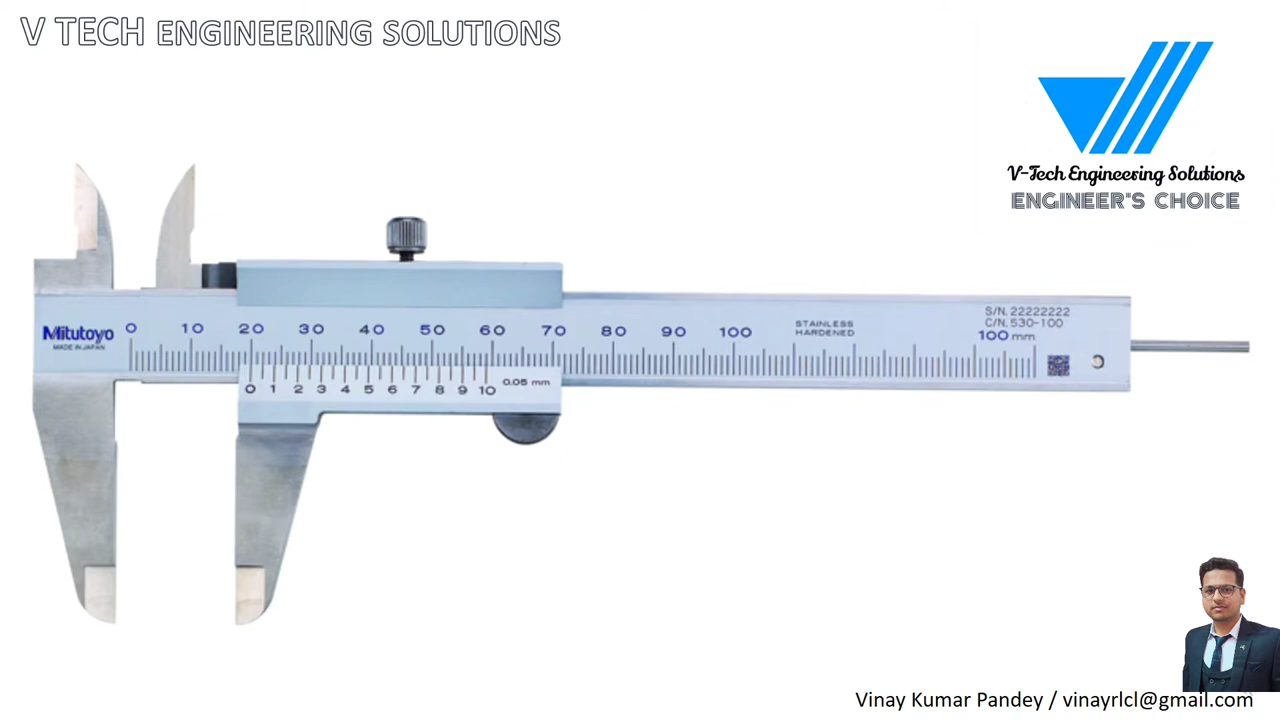 V TECH ENGINEERING SOLUTIONS
V-Tech Engineering Solutions
ENGINEER'S CHOICE
Mitutoyo
MADE IN JAPAN
0 10 20 30 40 50 60 70 80 90 100
STAINLESS
HARDENED
S/N. 22222222
C/N. 530-100
100 mm
0 1 2 3 4 5 6 7 8 9 10 0.05 mm
Vinay Kumar Pandey / vinayrlcl@gmail.com